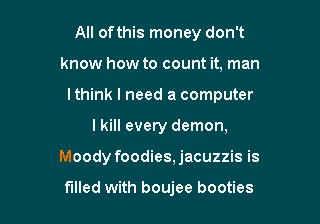 All of this money don't
know how to count it, man
I think I need a computer
I kill every demon,
Moody foodies, jacuzzis is
filled with boujee booties